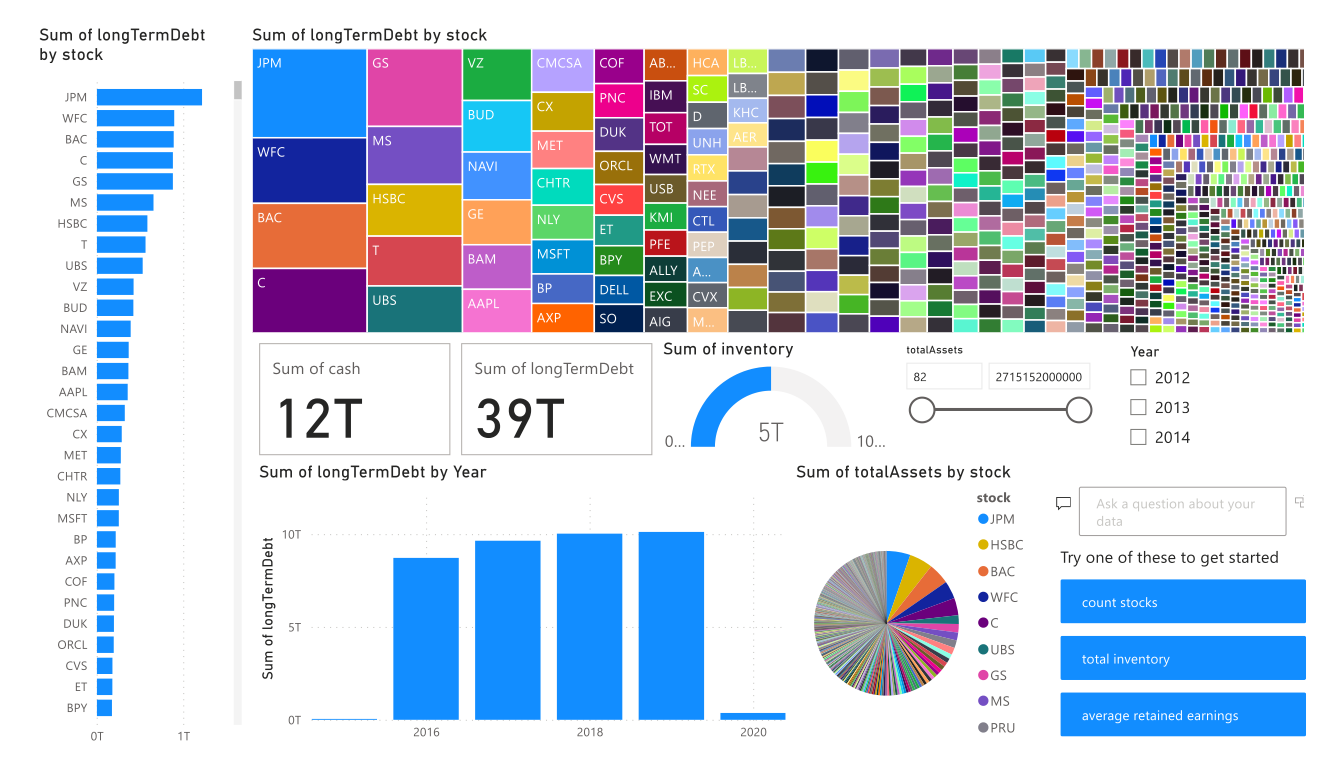 Sum of longTermDebt
by stock
JPM
WFC
BAC
C
GS
MS
HSBC
T
UBS
VZ
BUD
NAVI
GE
BAM
AAPL
CMCSA
CX
MET
CHTR
NLY
MSFT
BP
AXP
COF
PNC
DUK
ORCL
CVS
ET
BPY
0T
1T
Sum of longTermDebt by stock
JPM
WFC
BAC
C
GS
MS
HSBC
T
UBS
VZ
BUD
NAVI
GE
BAM
AAPL
CMCSA
CX
MET
CHTR
NLY
MSFT
BP
AXP
COF
PNC
DUK
ORCL
CVS
ET
BPY
DELL
SO
AB...
IBM
TOT
WMT
USB
KMI
PFE
ALLY
EXC
AIG
HCA
SC
D
UNH
RTX
NEE
CTL
PEP
A...
CVX
M...
LB...
LB...
KHC
AER
Sum of cash
12T
Sum of longTermDebt
39T
Sum of inventory
0...
5T
10...
totalAssets
82
2715152000000
Year
2012
2013
2014
Sum of longTermDebt by Year
Sum of longTermDebt
10T
5T
0T
2016
2018
2020
Sum of totalAssets by stock
stock
JPM
HSBC
BAC
WFC
C
UBS
GS
MS
PRU
Ask a question about your
data
Try one of these to get started
count stocks
total inventory
average retained earnings